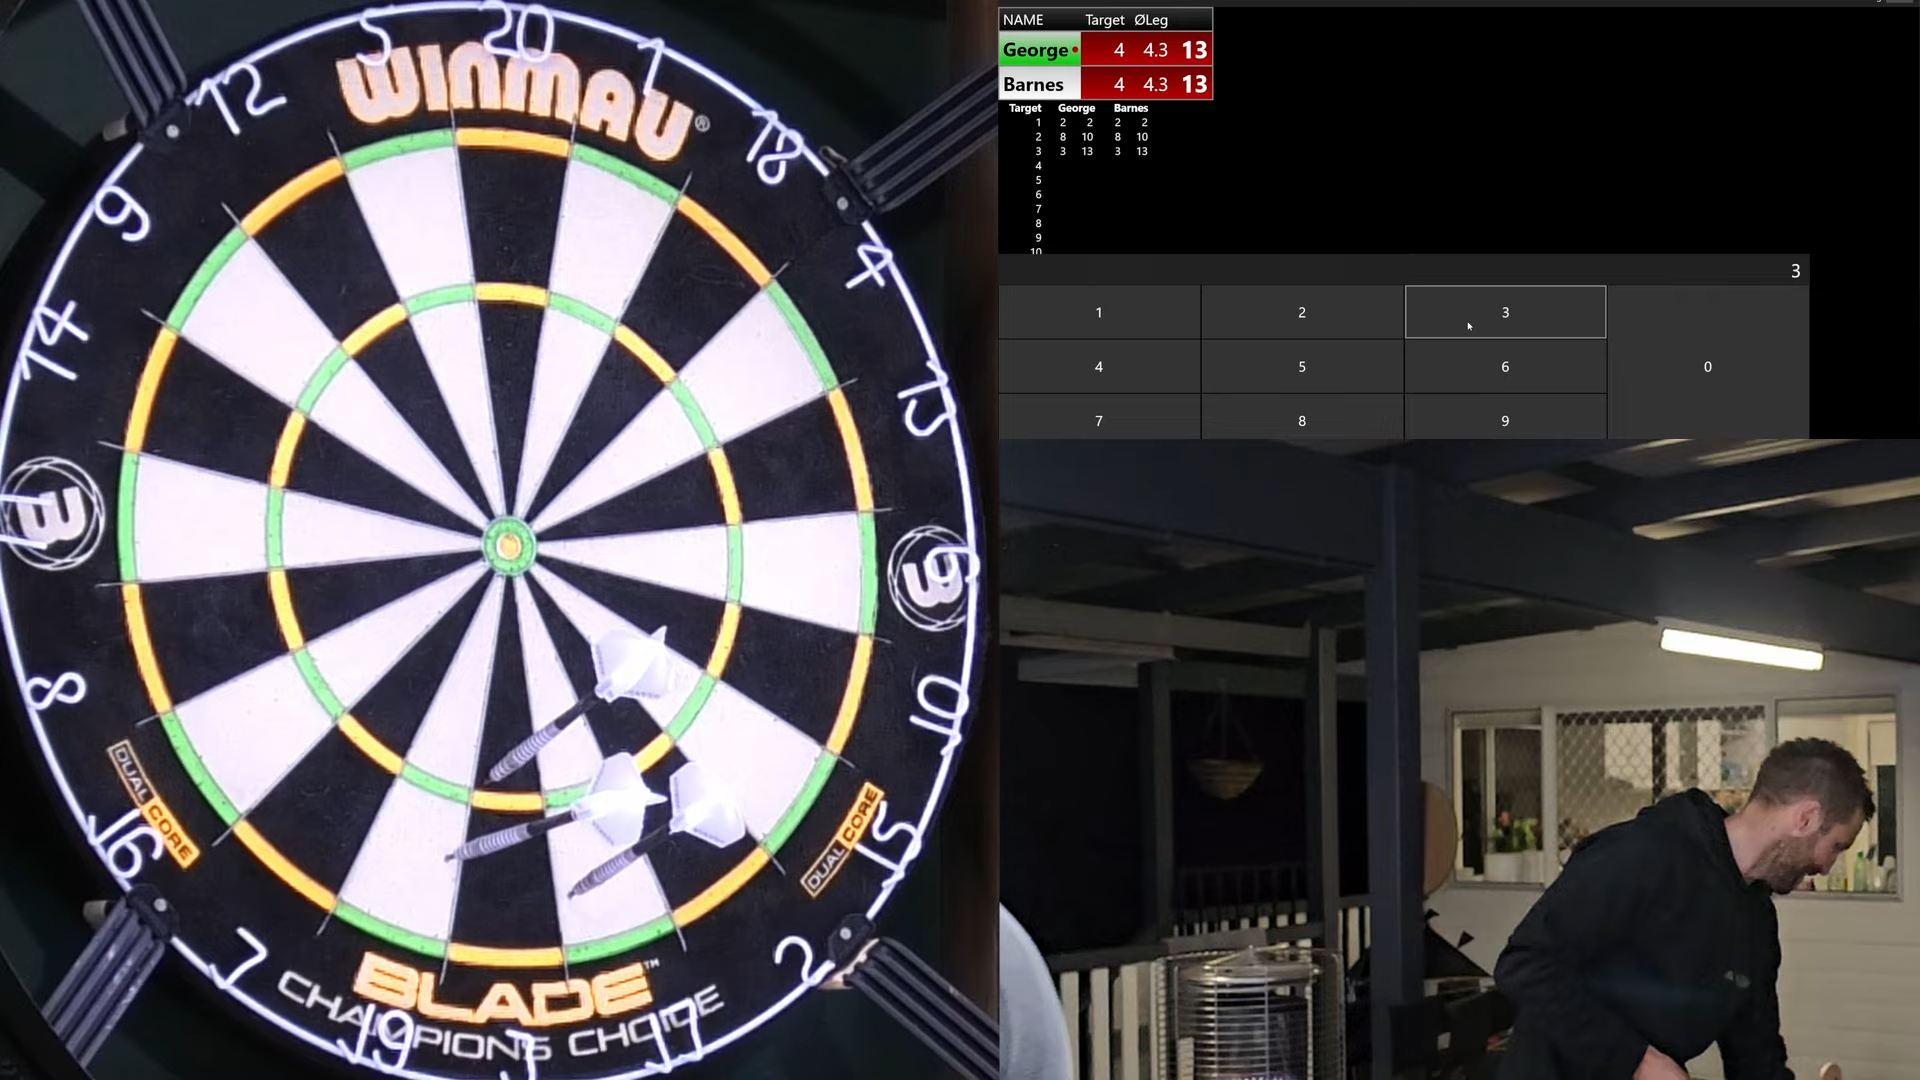 5 20 1
12 18
WINMAU®
9 4
14 13
6
8 10
DUAL CORE
DUAL CORE
16 15
7 2
BLADE™
CHAMPIONS CHOICE
19 3 17
NAME Target ØLeg
George 4 4.3 13
Barnes 4 4.3 13
Target George Barnes
1 2 2 2 2
2 8 10 8 10
3 3 13 3 13
4
5
6
7
8
9
10
3
1 2 3
4 5 6 0
7 8 9